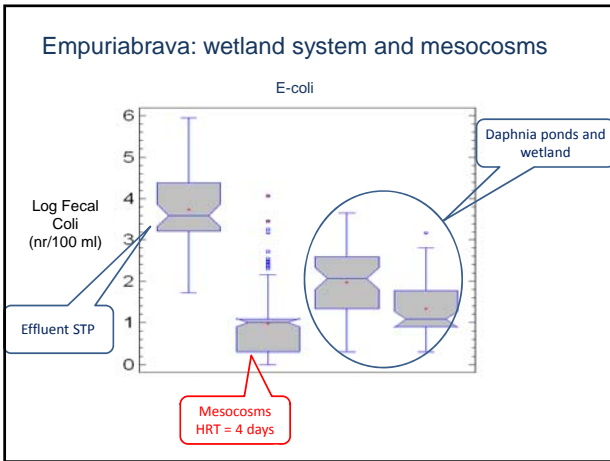 Empuriabrava: wetland system and mesocosms
E-coli
Daphnia ponds and
wetland
Log Fecal
Coli
(nr/100 ml)
6
5
4
3
2
1
0
Effluent STP
Mesocosms
HRT = 4 days